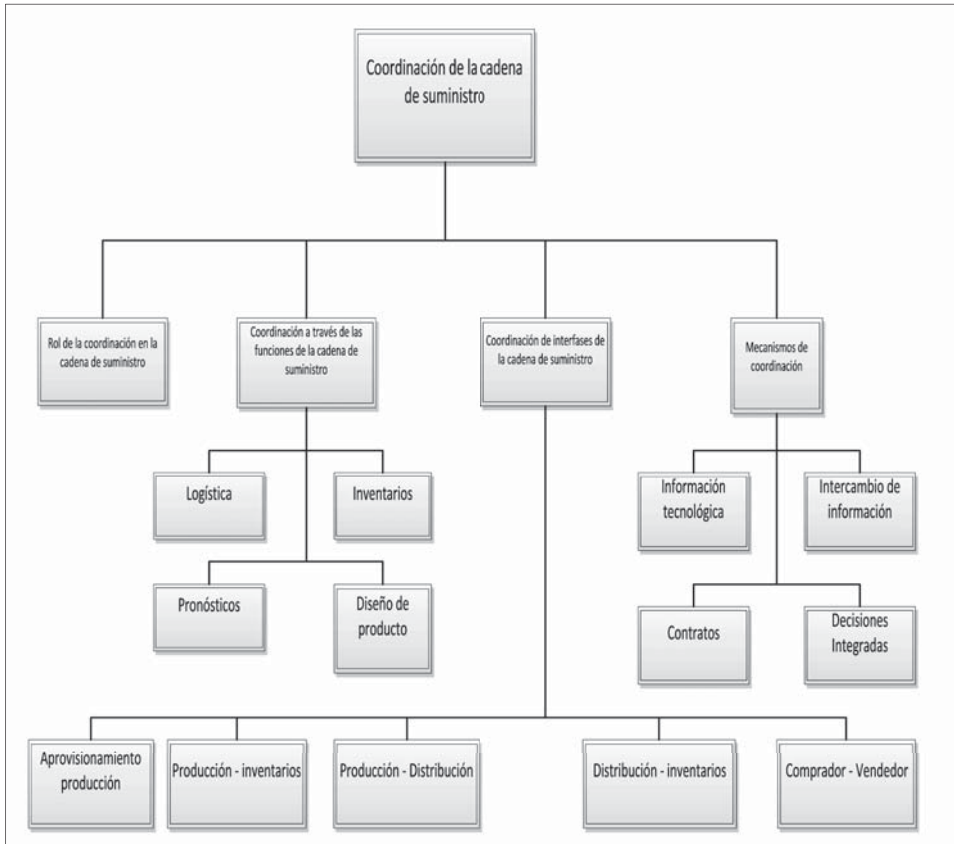 Coordinación de la cadena
de suministro
Rol de la coordinación en la
cadena de suministro
Coordinación a través de las
funciones de la cadena de
suministro
Coordinación de interfases de
la cadena de suministro
Mecanismos de
coordinación
Logística
Inventarios
Pronósticos
Diseño de
producto
Información
tecnológica
Intercambio de
información
Contratos
Decisiones
Integradas
Aprovisionamiento
producción
Producción - inventarios
Producción - Distribución
Distribución - inventarios
Comprador - Vendedor